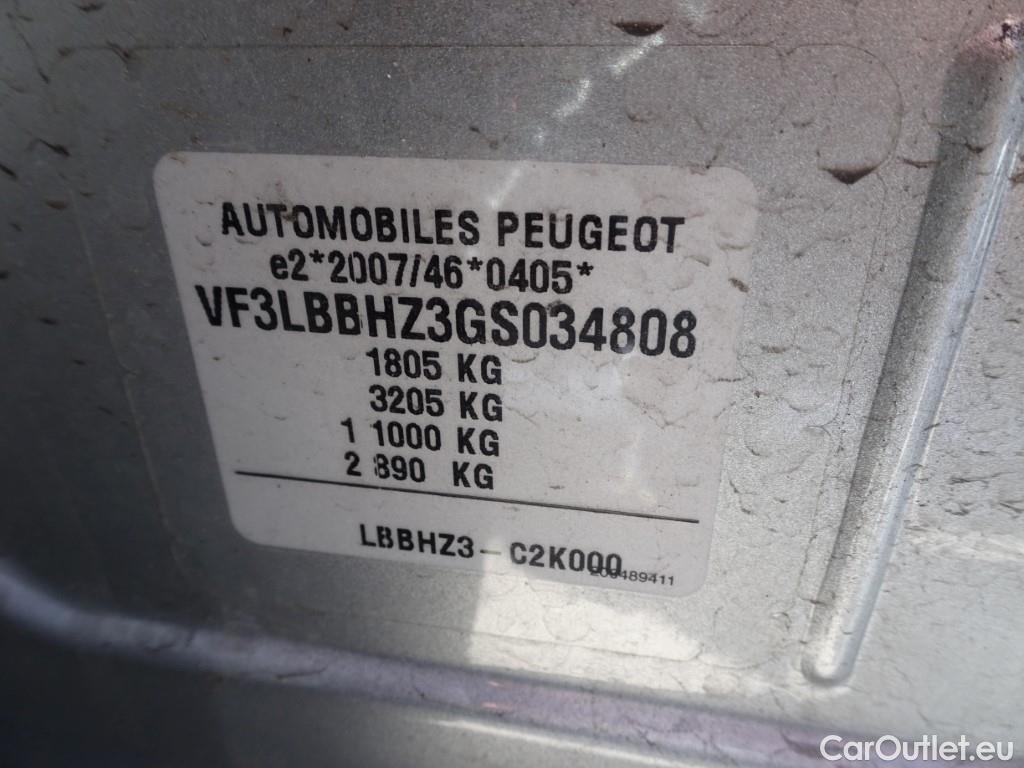 AUTOMOBILES PEUGEOT
e2*2007/46*0405*
VF3LBBHZ3GS034808
1805 KG
3205 KG
1 1000 KG
2 890 KG
LBBHZ3-C2K000
CarOutlet.eu